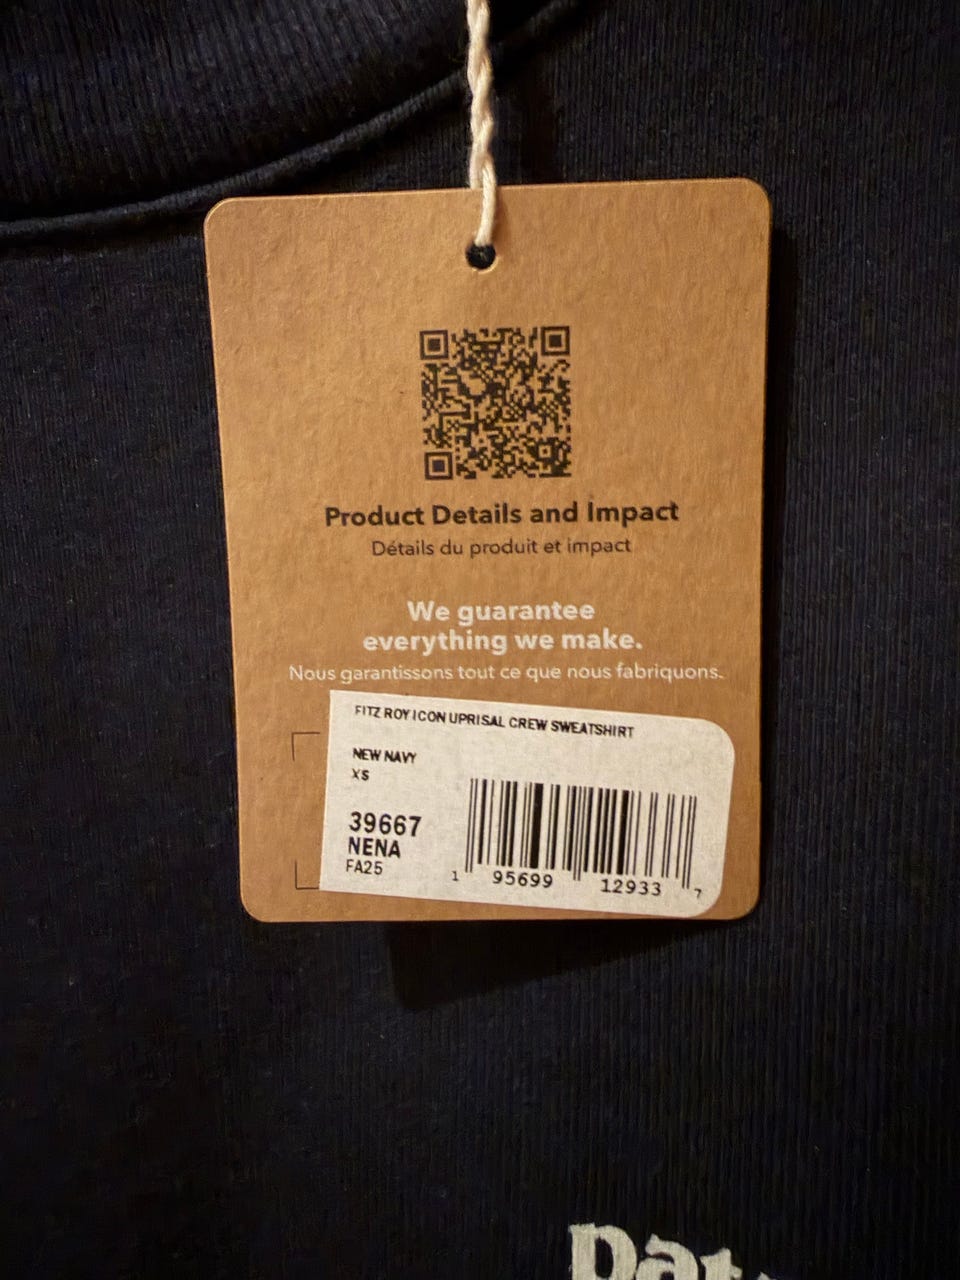 Product Details and Impact
Détails du produit et impact
We guarantee
everything we make.
Nous garantissons tout ce que nous fabriquons.
FITZ ROY ICON UPRISAL CREW SWEATSHIRT
NEW NAVY
XS
39667
NENA
FA25
1 95699 12933 7
pat